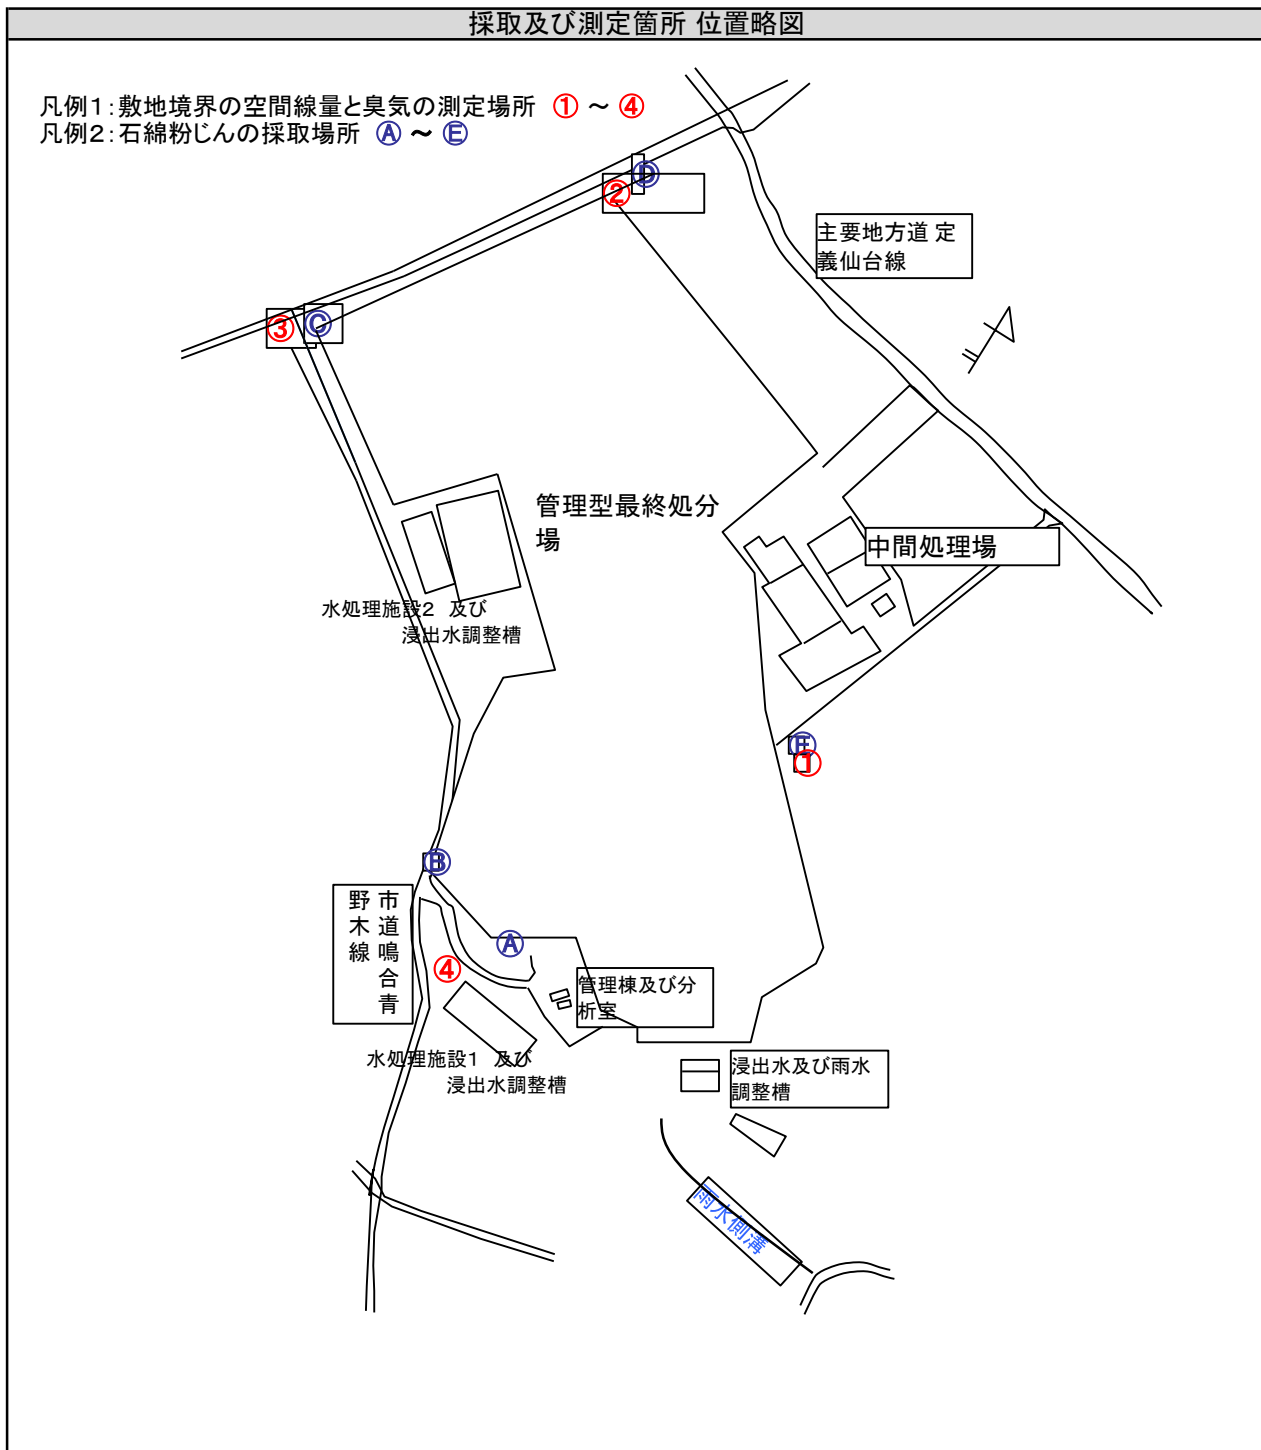 採取及び測定箇所 位置略図
凡例1：敷地境界の空間線量と臭気の測定場所 ① ～ ④
凡例2：石綿粉じんの採取場所 Ⓐ ～ Ⓔ
Ⓓ
②
主要地方道 定
義仙台線
③
Ⓒ
管理型最終処分
場
中間処理場
水処理施設2 及び
浸出水調整槽
Ⓔ
①
Ⓑ
市道鳴合青
野木線
Ⓐ
④
管理棟及び分
析室
水処理施設1 及び
浸出水調整槽
浸出水及び雨水
調整槽
雨水側溝